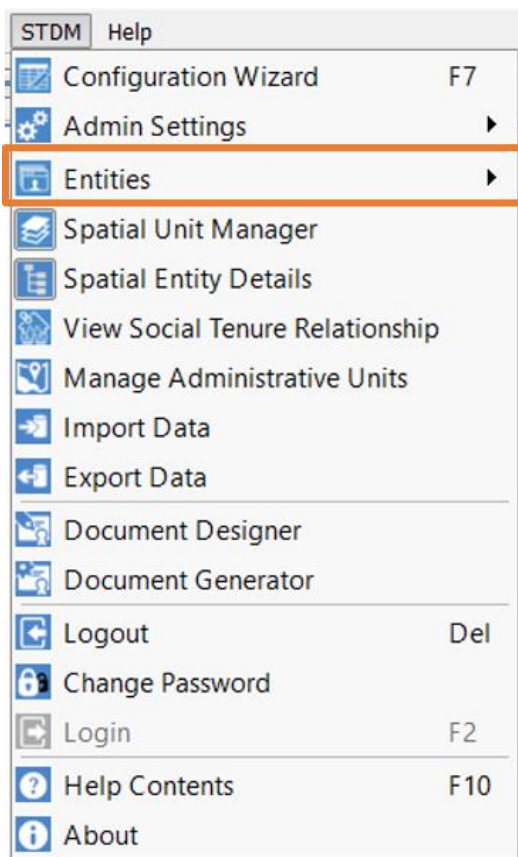 STDM Help
Configuration Wizard F7
Admin Settings
Entities
Spatial Unit Manager
Spatial Entity Details
View Social Tenure Relationship
Manage Administrative Units
Import Data
Export Data
Document Designer
Document Generator
Logout Del
Change Password
Login F2
Help Contents F10
About